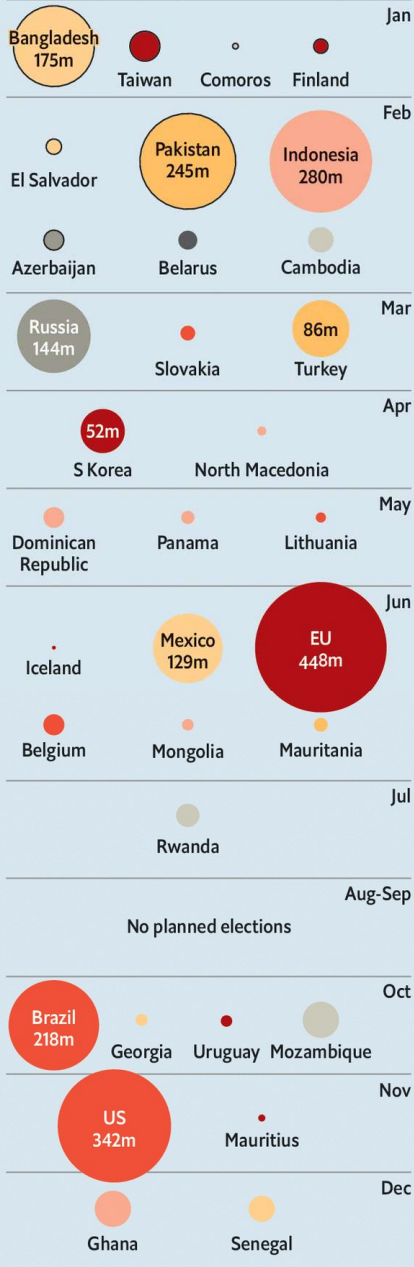 Jan
Bangladesh
175m
Taiwan
Comoros
Finland
Feb
El Salvador
Pakistan
245m
Indonesia
280m
Azerbaijan
Belarus
Cambodia
Mar
Russia
144m
Slovakia
86m
Turkey
Apr
52m
S Korea
North Macedonia
May
Dominican
Republic
Panama
Lithuania
Jun
Iceland
Mexico
129m
EU
448m
Belgium
Mongolia
Mauritania
Jul
Rwanda
Aug-Sep
No planned elections
Oct
Brazil
218m
Georgia
Uruguay
Mozambique
Nov
US
342m
Mauritius
Dec
Ghana
Senegal